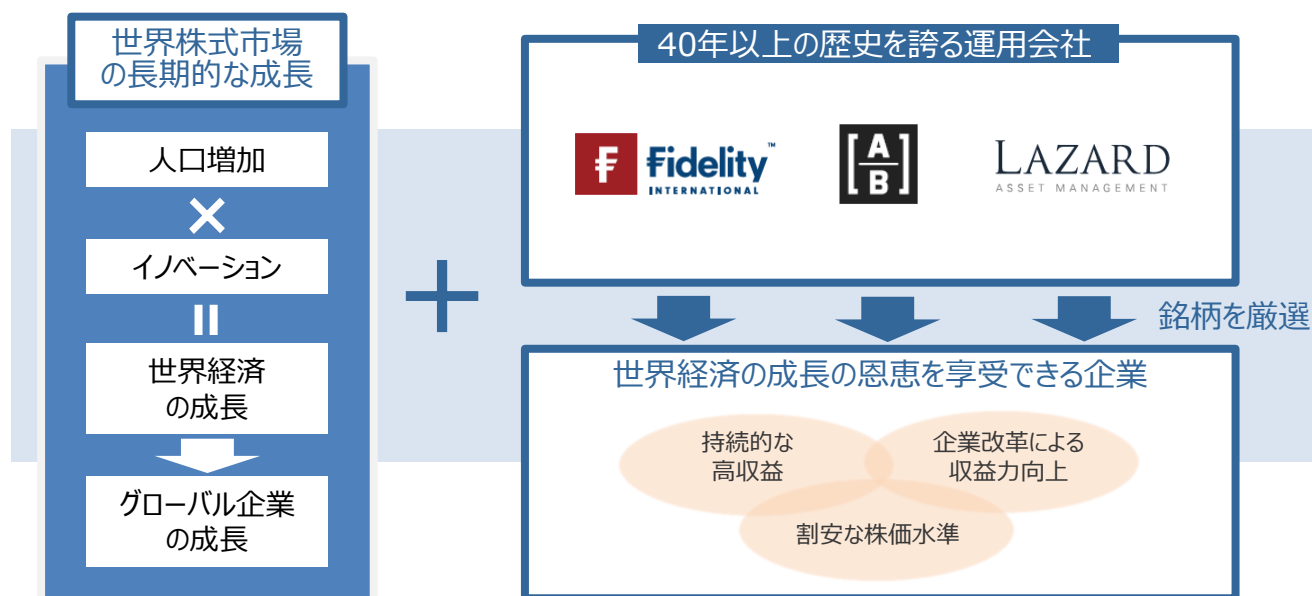 世界株式市場
の長期的な成長
人口増加
×
イノベーション
=
世界経済
の成長
グローバル企業
の成長
+
40年以上の歴史を誇る運用会社
Fidelity™
INTERNATIONAL
[A/B]
LAZARD
ASSET MANAGEMENT
銘柄を厳選
世界経済の成長の恩恵を享受できる企業
持続的な
高収益
企業改革による
収益力向上
割安な株価水準